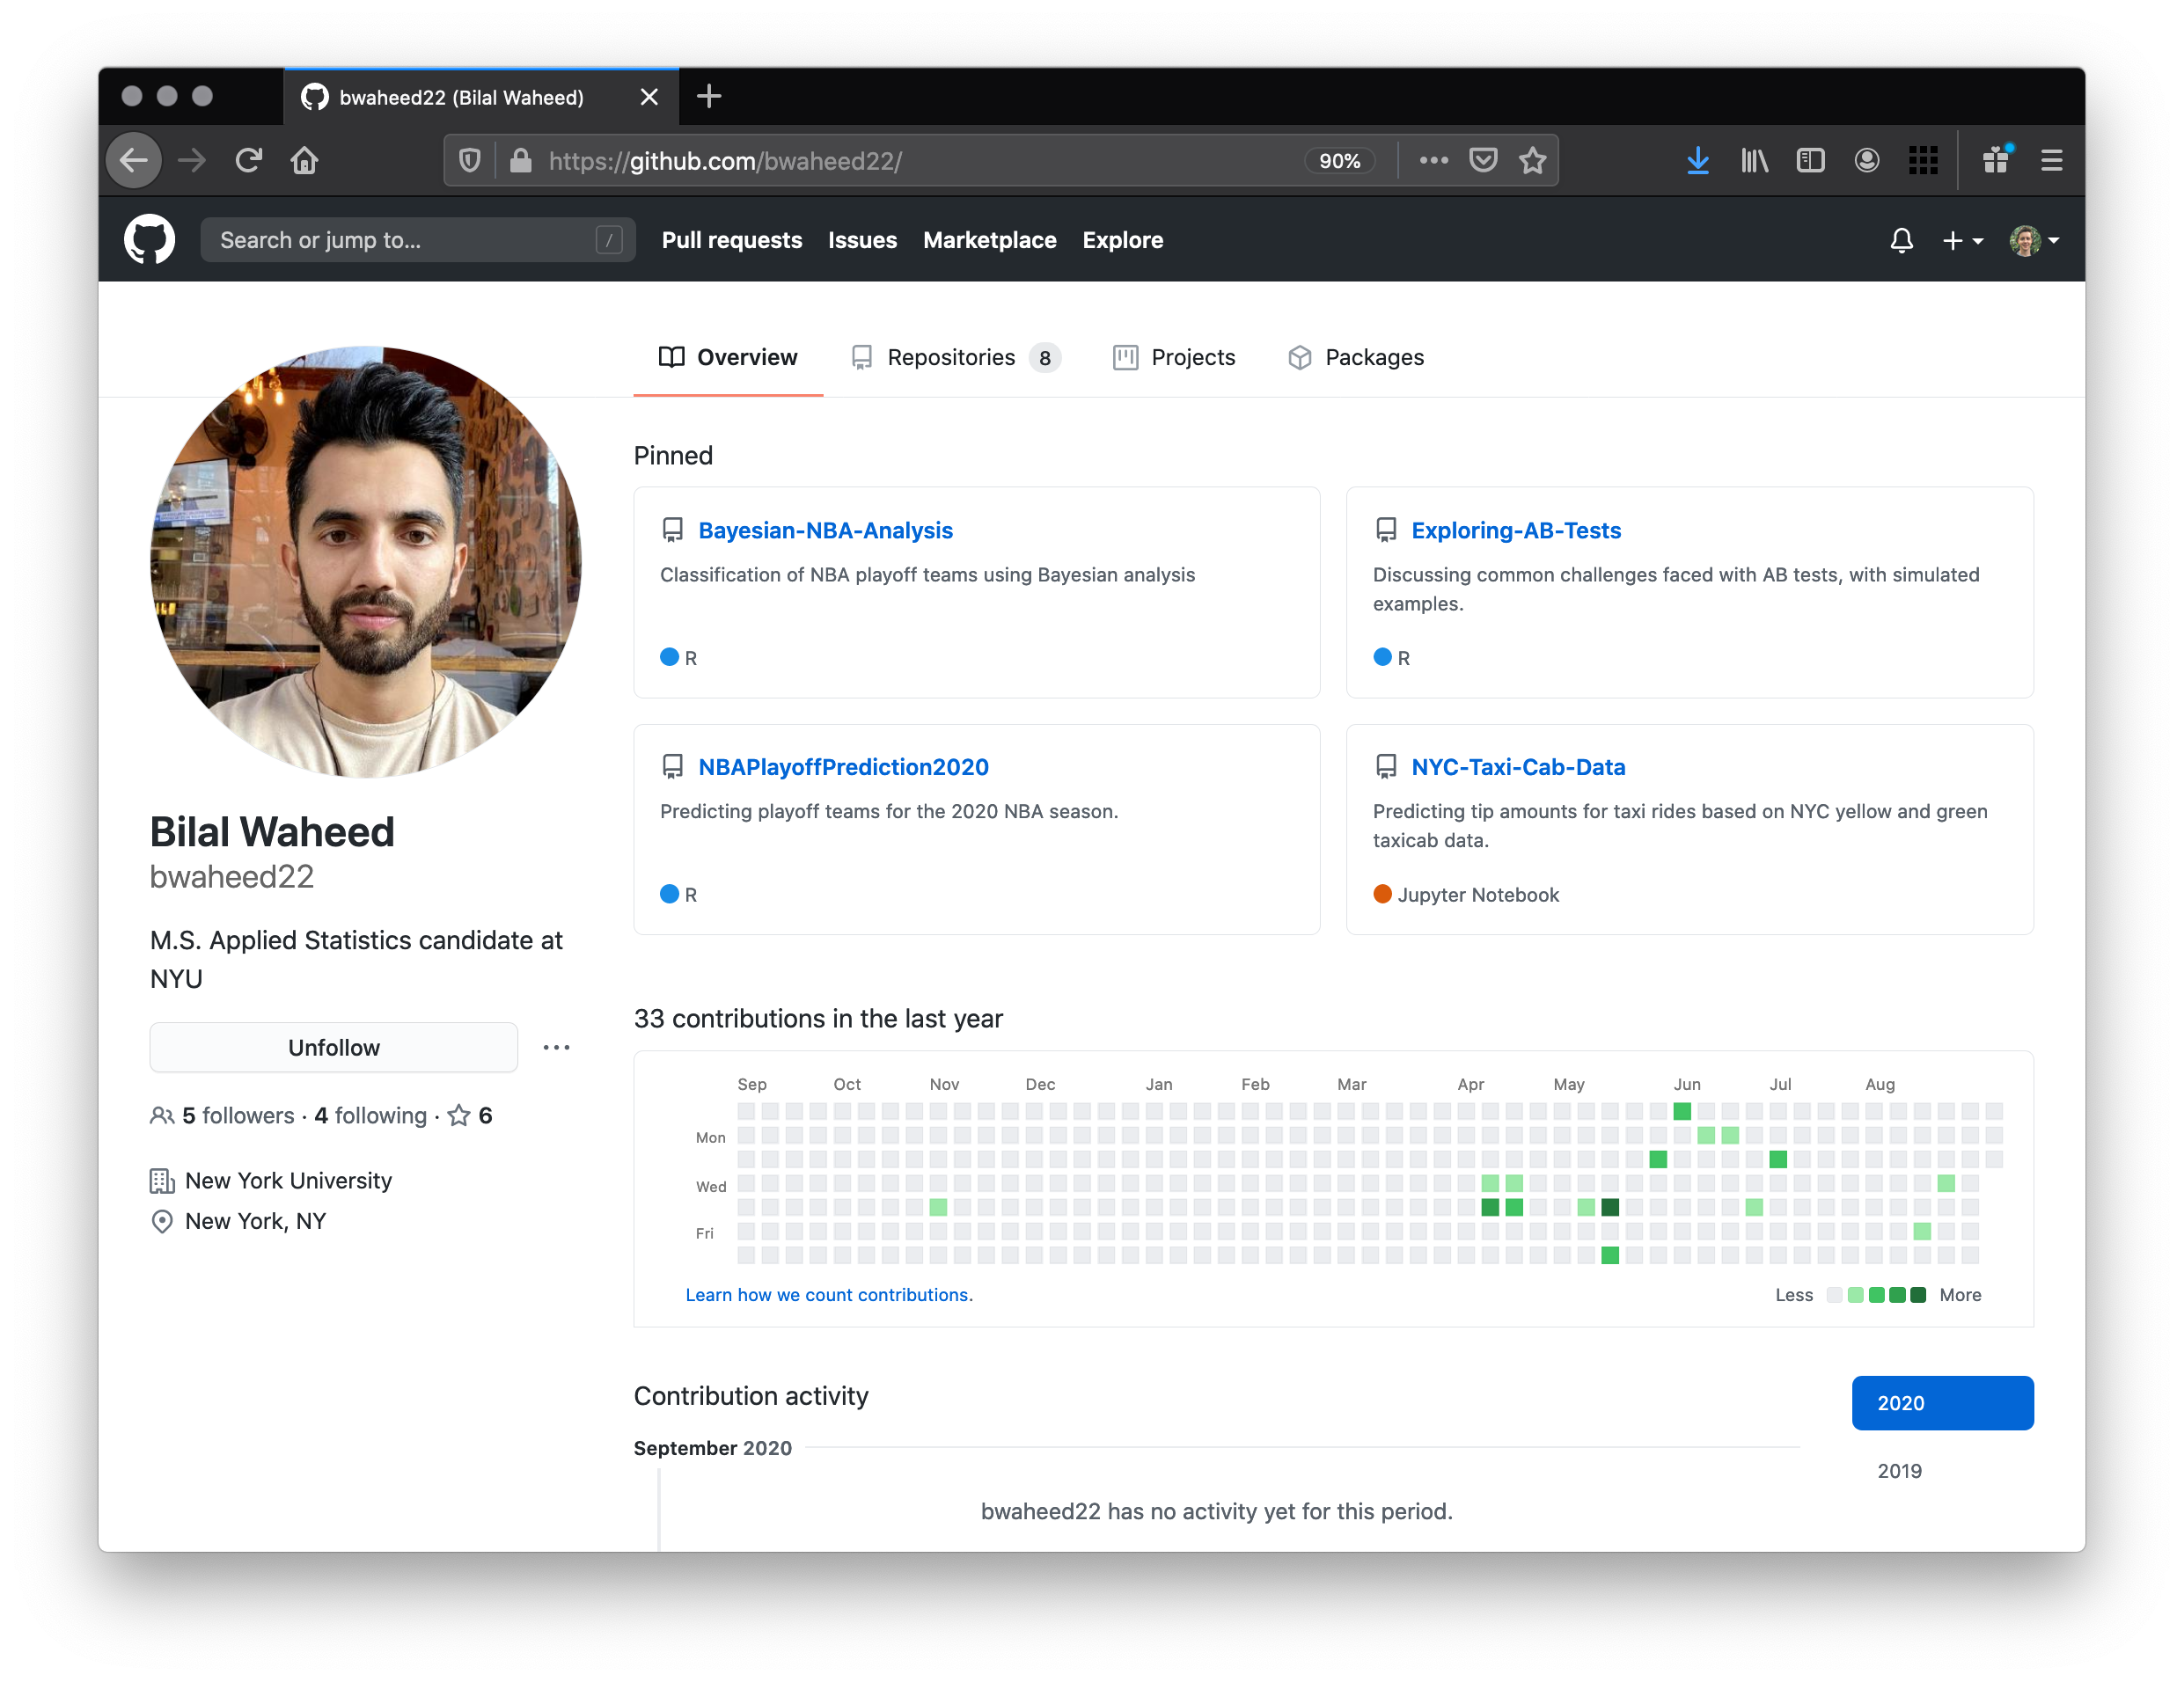 bwaheed22 (Bilal Waheed)
https://github.com/bwaheed22/
90%
Search or jump to...
/
Pull requests
Issues
Marketplace
Explore
Overview
Repositories 8
Projects
Packages
Bilal Waheed
bwaheed22
M.S. Applied Statistics candidate at
NYU
Unfollow
5 followers · 4 following · 6
New York University
New York, NY
Pinned
Bayesian-NBA-Analysis
Classification of NBA playoff teams using Bayesian analysis
R
Exploring-AB-Tests
Discussing common challenges faced with AB tests, with simulated
examples.
R
NBAPlayoffPrediction2020
Predicting playoff teams for the 2020 NBA season.
R
NYC-Taxi-Cab-Data
Predicting tip amounts for taxi rides based on NYC yellow and green
taxicab data.
Jupyter Notebook
33 contributions in the last year
Sep Oct Nov Dec Jan Feb Mar Apr May Jun Jul Aug
Mon
Wed
Fri
Learn how we count contributions.
Less More
Contribution activity
2020
2019
September 2020
bwaheed22 has no activity yet for this period.